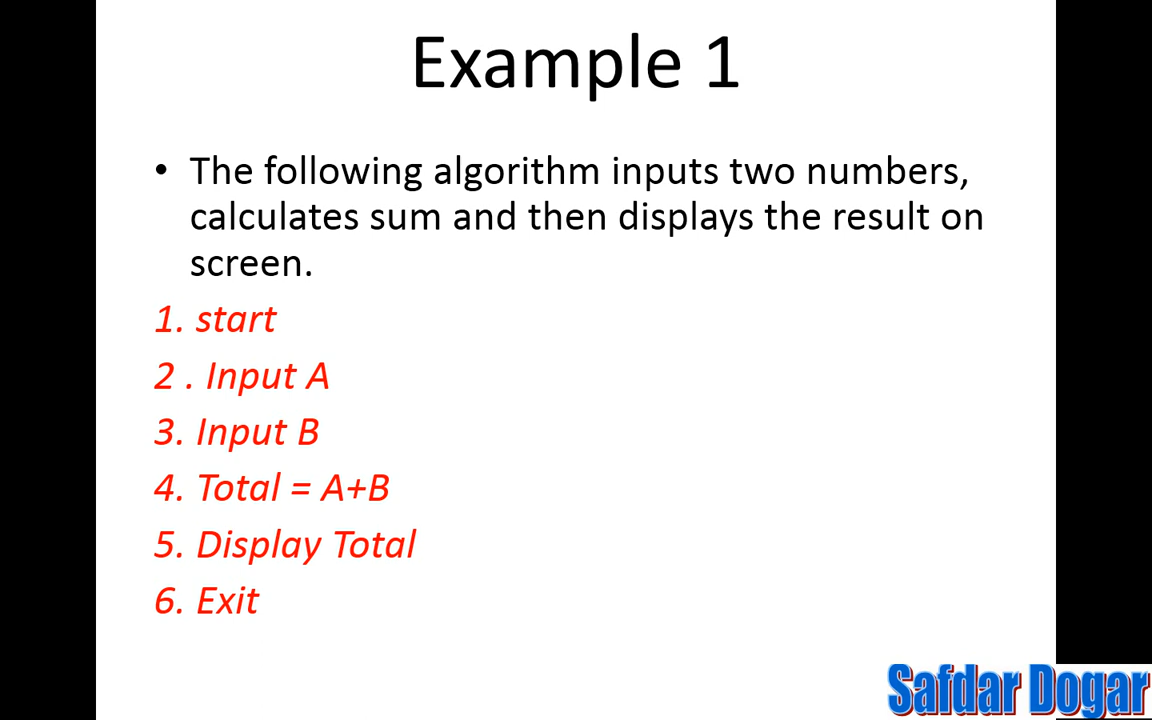 Example 1
• The following algorithm inputs two numbers,
calculates sum and then displays the result on
screen.
1. start
2 . Input A
3. Input B
4. Total = A+B
5. Display Total
6. Exit
Safdar Dogar